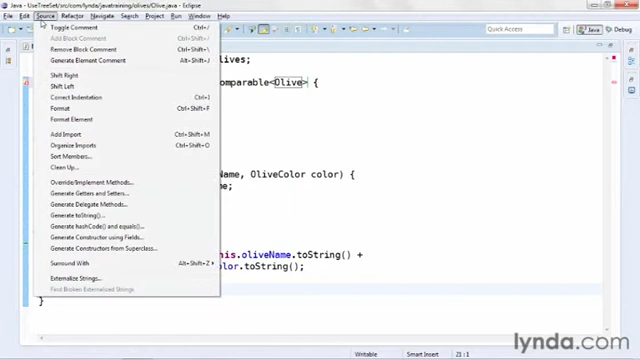 Java - UseTreeSet/src/com/lynda/javatraining/olives/Olive.java - Eclipse
File Edit Source Refactor Navigate Search Project Run Window Help
Quick Access
Java
Debug
Toggle Comment Ctrl+/
Add Block Comment Ctrl+Shift+/
Remove Block Comment Ctrl+Shift+\
Generate Element Comment Alt+Shift+J
Shift Right
Shift Left
Correct Indentation Ctrl+I
Format Ctrl+Shift+F
Format Element
Add Import Ctrl+Shift+M
Organize Imports Ctrl+Shift+O
Sort Members...
Clean Up...
Override/Implement Methods...
Generate Getters and Setters...
Generate Delegate Methods...
Generate toString()...
Generate hashCode() and equals()...
Generate Constructor using Fields...
Generate Constructors from Superclass...
Surround With Alt+Shift+Z
Externalize Strings...
Find Broken Externalized Strings
ives;
omparable<Olive> {
Name, OliveColor color) {
me;
his.oliveName.toString() +
olor.toString();
}
Writable Smart Insert 21:1
lynda.com